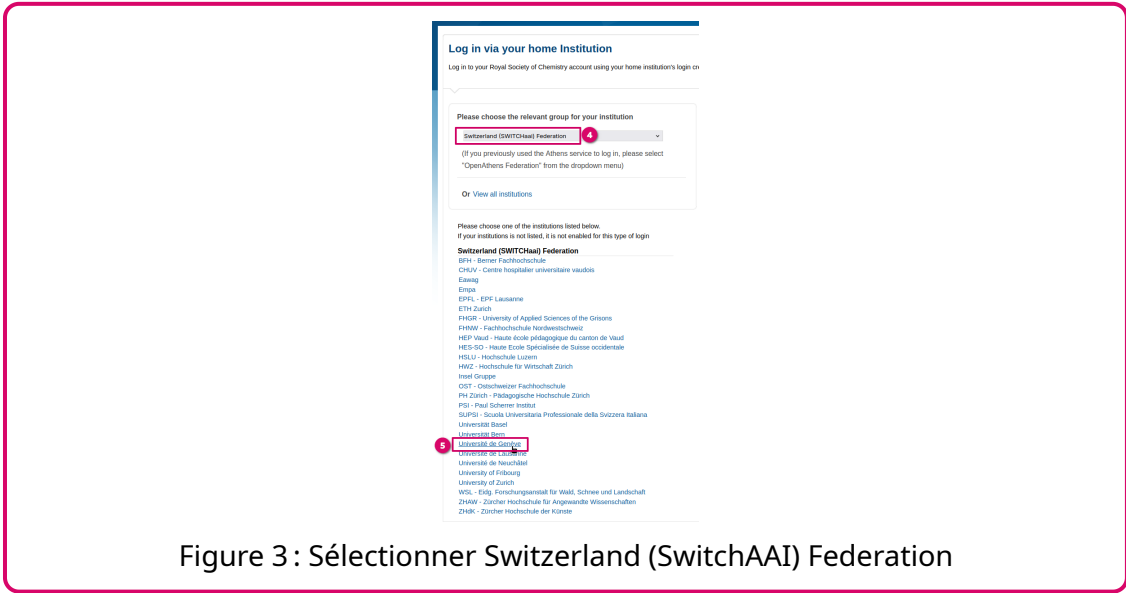 Log in via your home Institution
Log in to your Royal Society of Chemistry account using your home institution's login
Please choose the relevant group for your institution
Switzerland (SWITCHaai) Federation 4
(If you previously used the Athens service to log in, please select
"OpenAthens Federation" from the dropdown menu)
Or View all institutions
Please choose one of the institutions listed below.
If your institutions is not listed, it is not enabled for this type of login
Switzerland (SWITCHaai) Federation
BFH - Berner Fachhochschule
CHUV - Centre hospitalier universitaire vaudois
Eawag
Empa
EPFL - EPF Lausanne
ETH Zurich
FHGR - University of Applied Sciences of the Grisons
FHNW - Fachhochschule Nordwestschweiz
HEP Vaud - Haute école pédagogique du canton de Vaud
HES-SO - Haute Ecole Spécialisée de Suisse occidentale
HSLU - Hochschule Luzern
HWZ - Hochschule für Wirtschaft Zürich
Insel Gruppe
OST - Ostschweizer Fachhochschule
PH Zürich - Pädagogische Hochschule Zürich
PSI - Paul Scherrer Institut
SUPSI - Scuola Universitaria Professionale della Svizzera Italiana
Universität Basel
Universität Bern
5 Université de Genève
Université de Lausanne
Université de Neuchâtel
University of Fribourg
University of Zurich
WSL - Eidg. Forschungsanstalt für Wald, Schnee und Landschaft
ZHAW - Zürcher Hochschule für Angewandte Wissenschaften
ZHdK - Zürcher Hochschule der Künste
Figure 3 : Sélectionner Switzerland (SwitchAAI) Federation